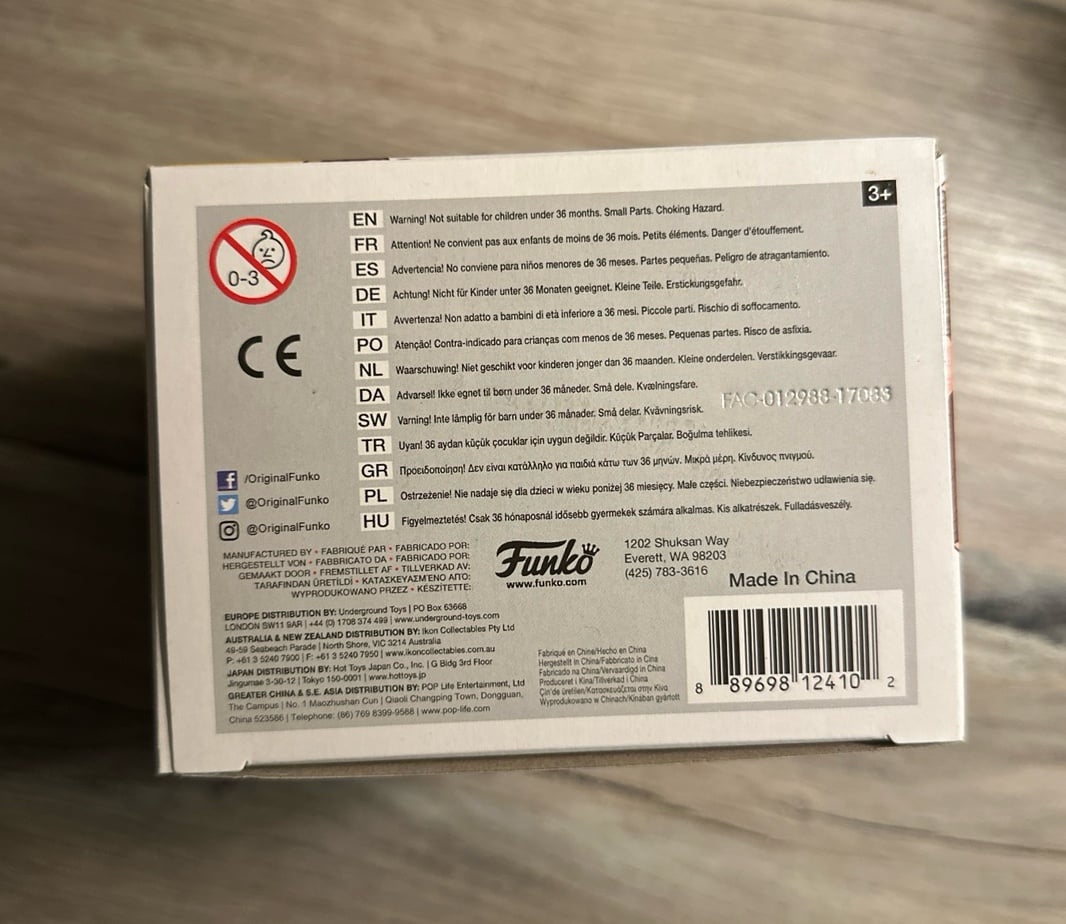 3+
0-3
CE
EN Warning! Not suitable for children under 36 months. Small Parts. Choking Hazard.
FR Attention! Ne convient pas aux enfants de moins de 36 mois. Petits éléments. Danger d'étouffement.
ES Advertencia! No conviene para niños menores de 36 meses. Partes pequeñas. Peligro de atragantamiento.
DE Achtung! Nicht für Kinder unter 36 Monaten geeignet. Kleine Teile. Erstickungsgefahr.
IT Avvertenza! Non adatto a bambini di età inferiore a 36 mesi. Piccole parti. Rischio di soffocamento.
PO Atenção! Contra-indicado para crianças com menos de 36 meses. Pequenas partes. Risco de asfixia.
NL Waarschuwing! Niet geschikt voor kinderen jonger dan 36 maanden. Kleine onderdelen. Verstikkingsgevaar.
DA Advarsel! Ikke egnet til børn under 36 måneder. Små dele. Kvælningsfare.
FAC-012988-17083
SW Varning! Inte lämplig för barn under 36 månader. Små delar. Kvävningsrisk.
TR Uyarı! 36 aydan küçük çocuklar için uygun değildir. Küçük Parçalar. Boğulma tehlikesi.
GR Προειδοποίηση! Δεν είναι κατάλληλο για παιδιά κάτω των 36 μηνών. Μικρά μέρη. Κίνδυνος πνιγμού.
PL Ostrzeżenie! Nie nadaje się dla dzieci w wieku poniżej 36 miesięcy. Małe części. Niebezpieczeństwo udławienia się.
HU Figyelmeztetés! Csak 36 hónaposnál idősebb gyermekek számára alkalmas. Kis alkatrészek. Fulladásveszély.
/OriginalFunko
@OriginalFunko
@OriginalFunko
MANUFACTURED BY • FABRIQUÉ PAR • FABRICADO POR:
HERGESTELLT VON • FABBRICATO DA • FABRICADO POR:
GEMAAKT DOOR • FREMSTILLET AF • TILLVERKAD AV:
TARAFINDAN ÜRETİLDİ • ΚΑΤΑΣΚΕΥΑΣΜΈΝΟ ΑΠΌ:
WYPRODUKOWANO PRZEZ • KÉSZÍTETTE:
Funko
www.funko.com
1202 Shuksan Way
Everett, WA 98203
(425) 783-3616
Made In China
EUROPE DISTRIBUTION BY: Underground Toys | PO Box 63668
LONDON SW11 9AR | +44 (0) 1708 374 499 | www.underground-toys.com
AUSTRALIA & NEW ZEALAND DISTRIBUTION BY: Ikon Collectables Pty Ltd
49-59 Seabeach Parade | North Shore, VIC 3214 Australia
P: +61 3 5240 7900 | F: +61 3 5240 7950 | www.ikoncollectables.com.au
JAPAN DISTRIBUTION BY: Hot Toys Japan Co., Inc. | G Bldg 3rd Floor
Jingumae 3-30-12 | Tokyo 150-0001 | www.hottoys.jp
GREATER CHINA & S.E. ASIA DISTRIBUTION BY: POP Life Entertainment, Ltd
The Campus | No. 1 Maozhushan Cun | Qiaoli Changping Town, Dongguan,
China 523586 | Telephone: (86) 769 8399-9588 | www.pop-life.com
Fabriqué en Chine/Hecho en China
Hergestellt in China/Fabbricato in Cina
Fabricado na China/Vervaardigd in China
Produceret i Kina/Tillverkad i China
Çin'de üretilen/Κατασκευάζεται στην Κίνα
Wyprodukowano w Chinach/Kínában gyártott
8 89698 12410 2